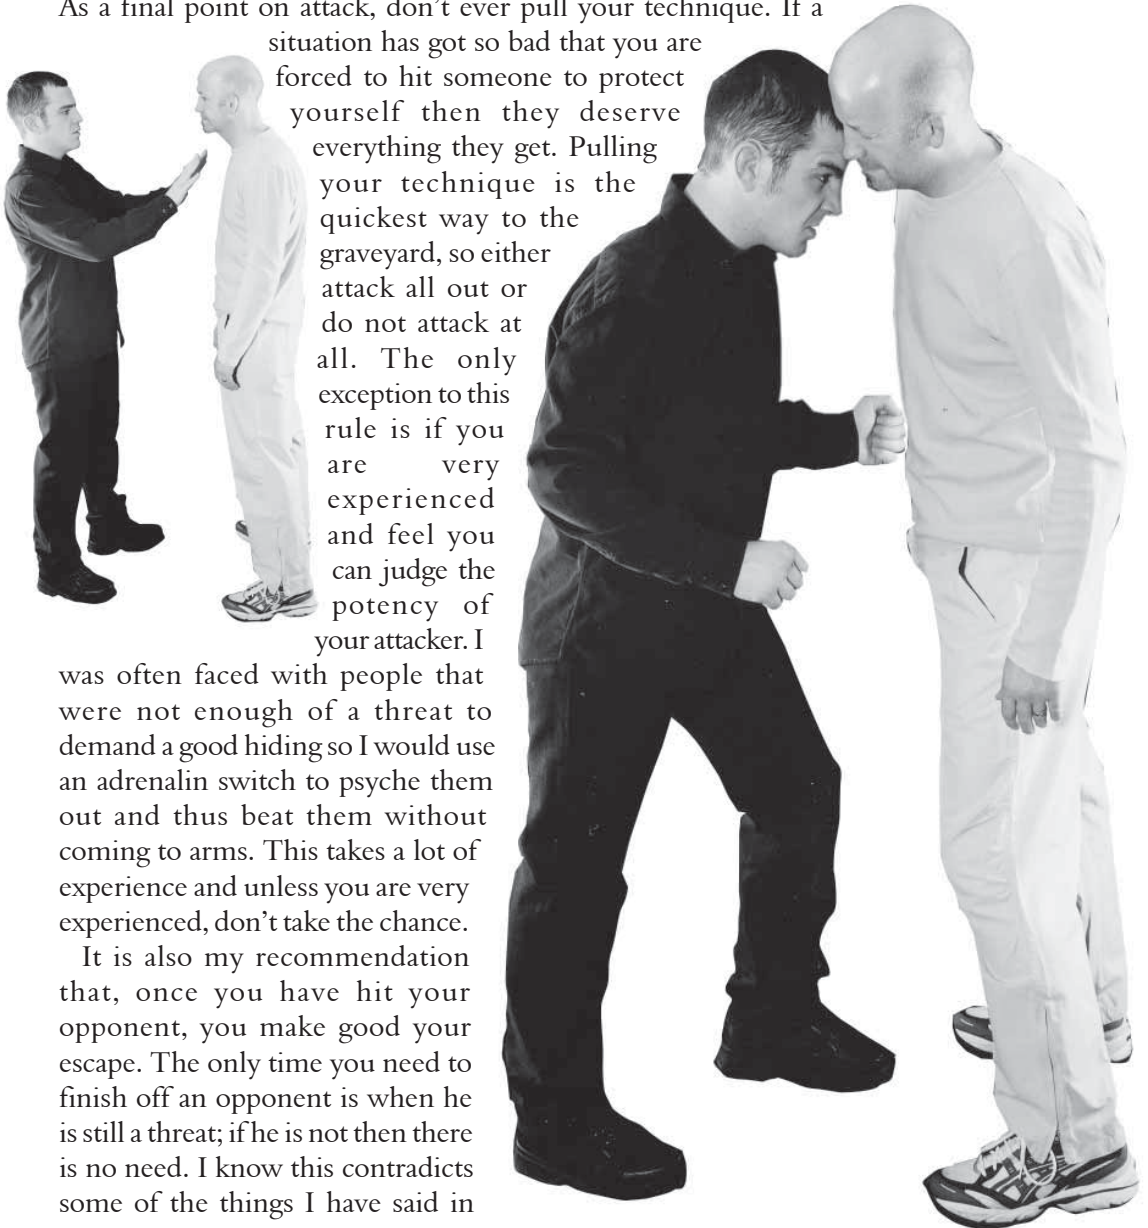 As a final point on attack, don't ever pull your technique. If a
situation has got so bad that you are
forced to hit someone to protect
yourself then they deserve
everything they get. Pulling
your technique is the
quickest way to the
graveyard, so either
attack all out or
do not attack at
all. The only
exception to this
rule is if you
are very
experienced
and feel you
can judge the
potency of
your attacker. I
was often faced with people that
were not enough of a threat to
demand a good hiding so I would use
an adrenalin switch to psyche them
out and thus beat them without
coming to arms. This takes a lot of
experience and unless you are very
experienced, don't take the chance.
It is also my recommendation
that, once you have hit your
opponent, you make good your
escape. The only time you need to
finish off an opponent is when he
is still a threat; if he is not then there
is no need. I know this contradicts
some of the things I have said in